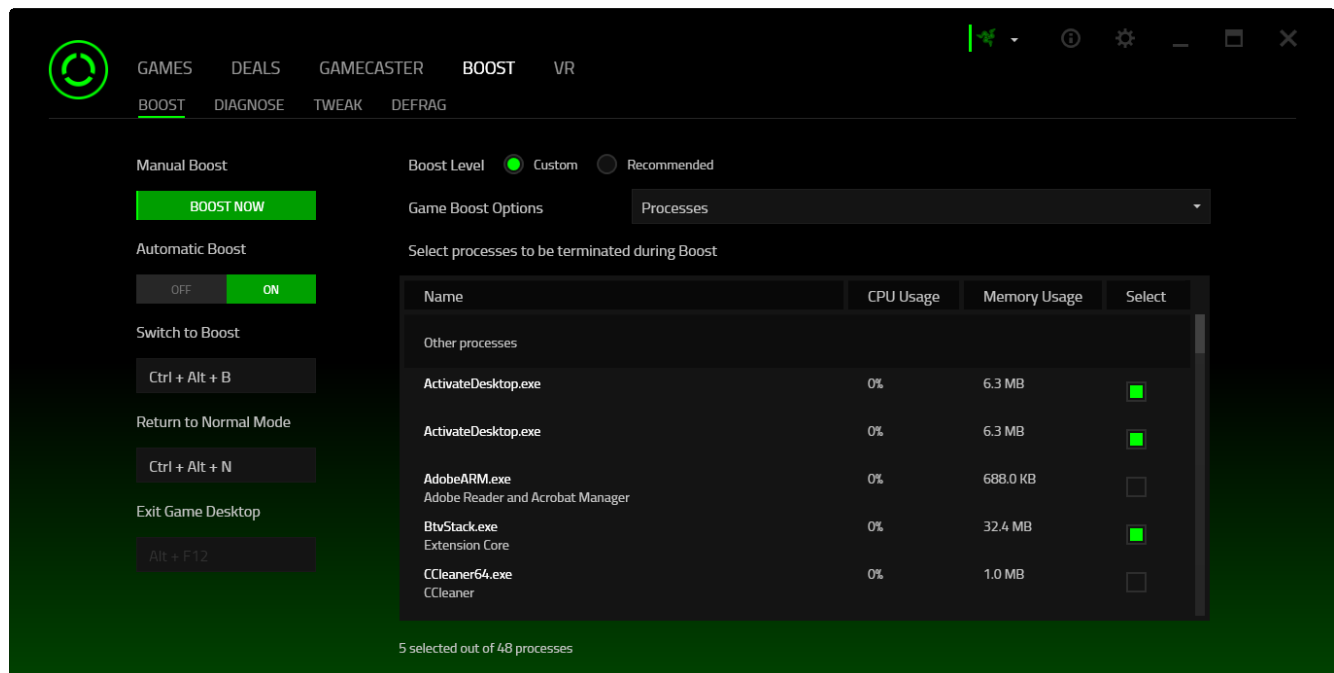 GAMES DEALS GAMECASTER BOOST VR
BOOST DIAGNOSE TWEAK DEFRAG
Manual Boost
BOOST NOW
Automatic Boost
OFF ON
Switch to Boost
Ctrl + Alt + B
Return to Normal Mode
Ctrl + Alt + N
Exit Game Desktop
Alt + F12
Boost Level Custom Recommended
Game Boost Options Processes
Select processes to be terminated during Boost
Name CPU Usage Memory Usage Select
Other processes
ActivateDesktop.exe 0% 6.3 MB
ActivateDesktop.exe 0% 6.3 MB
AdobeARM.exe 0% 688.0 KB
Adobe Reader and Acrobat Manager
BtvStack.exe 0% 32.4 MB
Extension Core
CCleaner64.exe 0% 1.0 MB
CCleaner
5 selected out of 48 processes